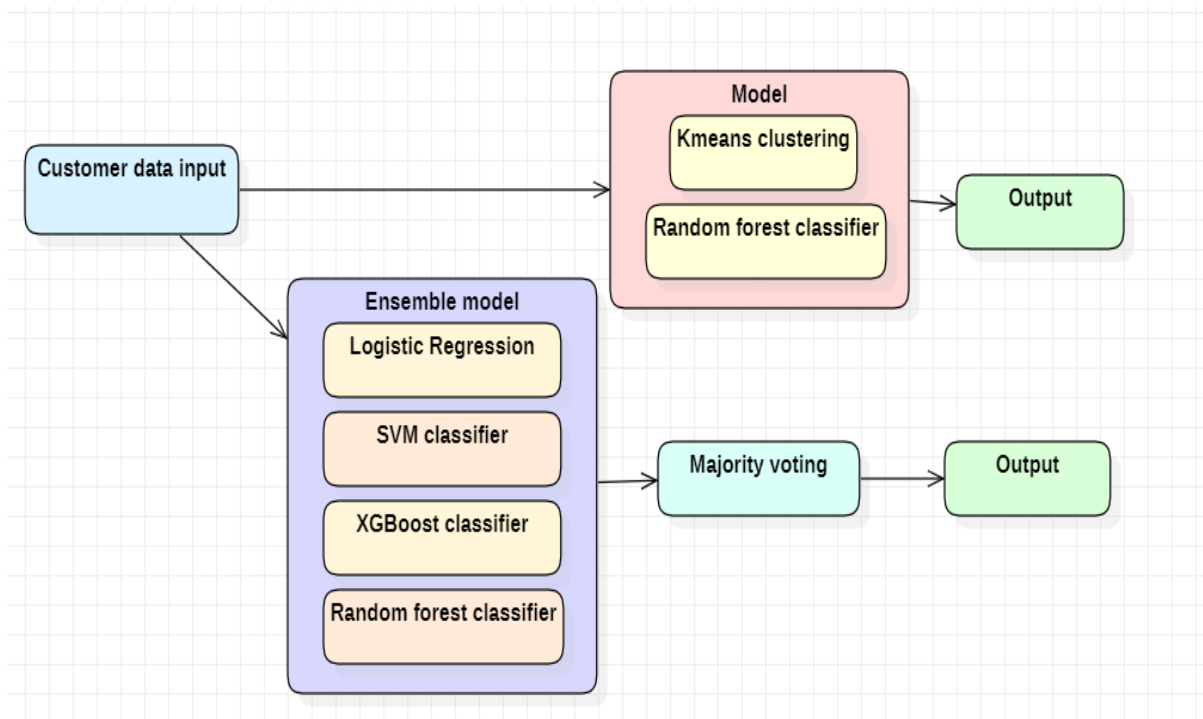 Model
Kmeans clustering
Customer data input
Random forest classifier
Output
Ensemble model
Logistic Regression
SVM classifier
Majority voting
Output
XGBoost classifier
Random forest classifier